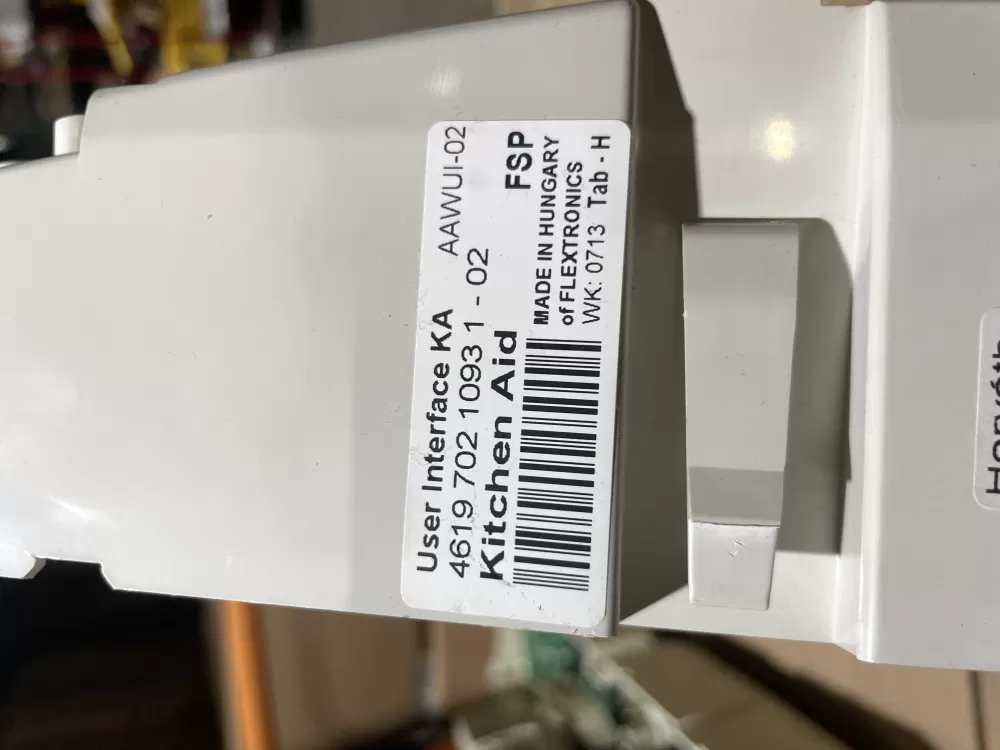 User Interface KA AAWUI-02
4619 702 1093 1 - 02
Kitchen Aid FSP
MADE IN HUNGARY
of FLEXTRONICS
WK: 0713 Tab - H